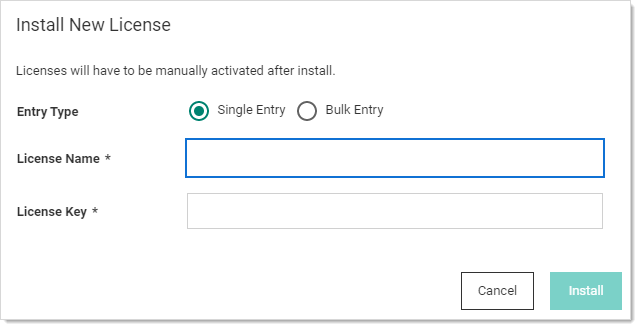 Install New License
Licenses will have to be manually activated after install.
Entry Type Single Entry Bulk Entry
License Name *
License Key *
Cancel Install